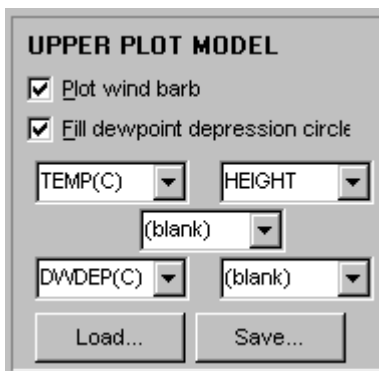 UPPER PLOT MODEL
Plot wind barb
Fill dewpoint depression circle
TEMP(C) HEIGHT
(blank)
DWDEP(C) (blank)
Load... Save...